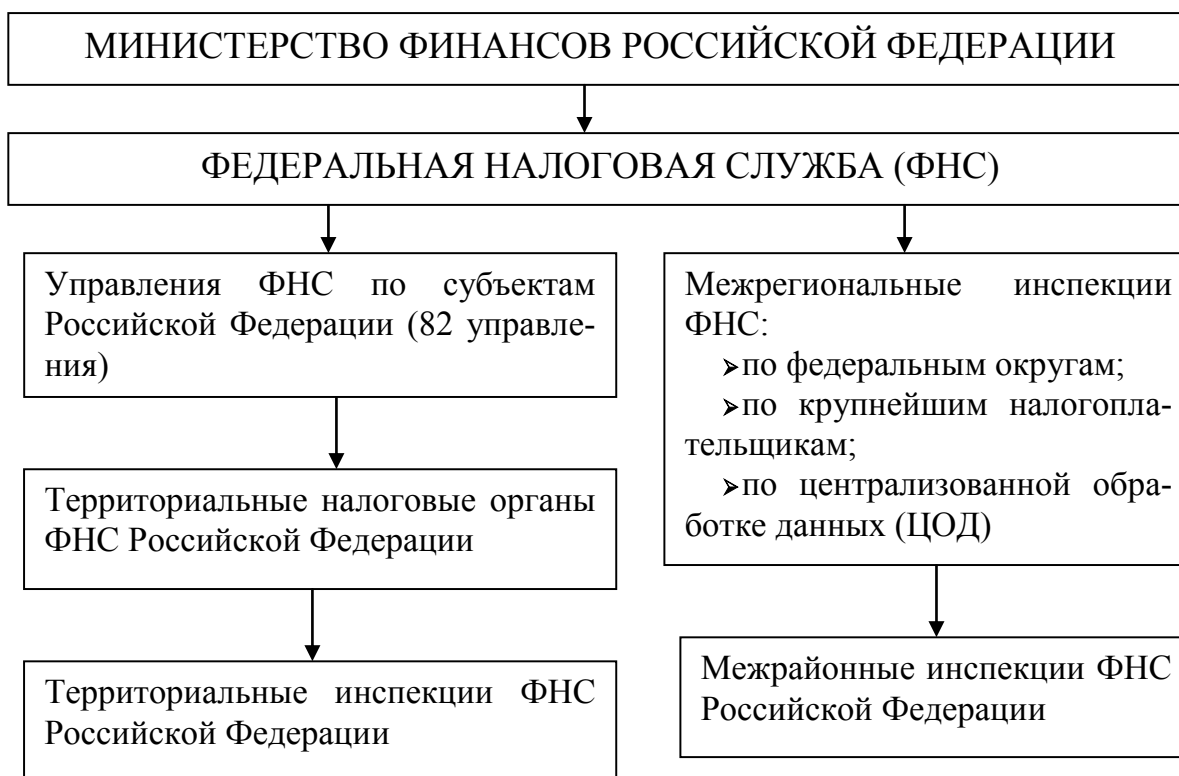 МИНИСТЕРСТВО ФИНАНСОВ РОССИЙСКОЙ ФЕДЕРАЦИИ
ФЕДЕРАЛЬНАЯ НАЛОГОВАЯ СЛУЖБА (ФНС)
Управления ФНС по субъектам
Российской Федерации (82 управле-
ния)
Территориальные налоговые органы
ФНС Российской Федерации
Территориальные инспекции ФНС
Российской Федерации
Межрегиональные инспекции
ФНС:
➢по федеральным округам;
➢по крупнейшим налогопла-
тельщикам;
➢по централизованной обра-
ботке данных (ЦОД)
Межрайонные инспекции ФНС
Российской Федерации